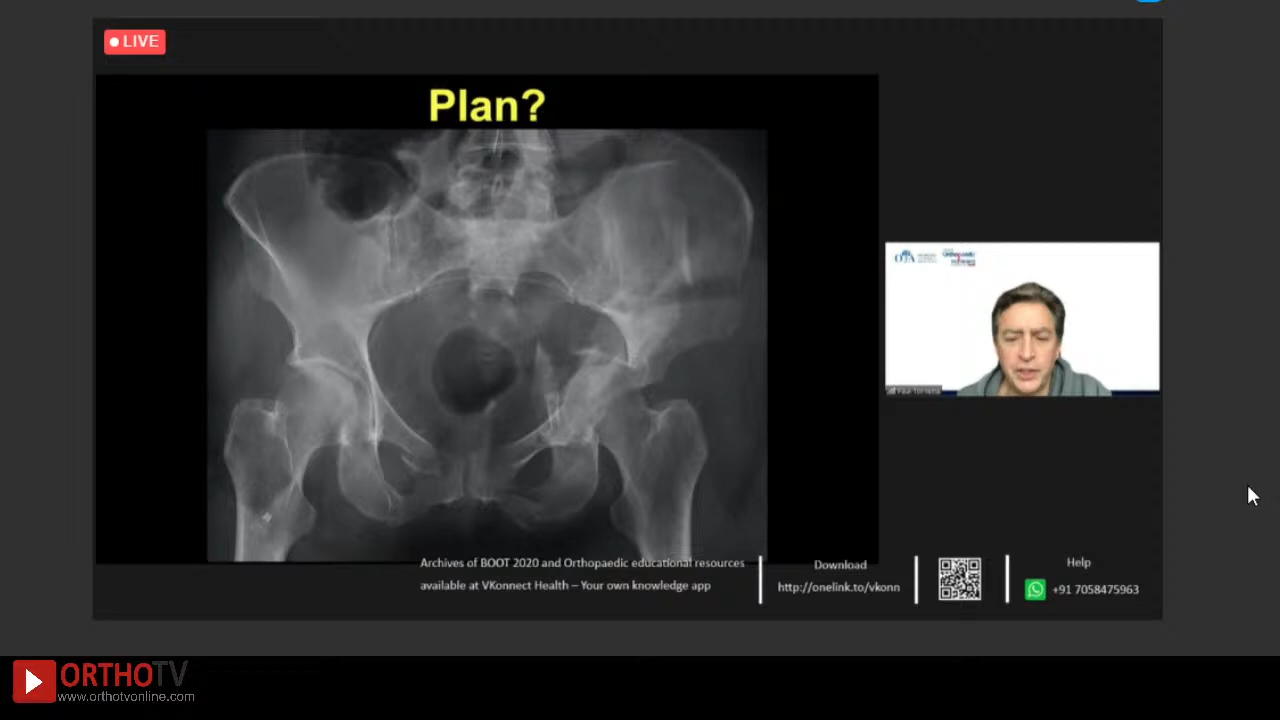 LIVE
Plan?
Archives of BOOT 2020 and Orthopaedic educational resources
available at VKonnect Health – Your own knowledge app
Download
http://onelink.to/vkonn
Help
+91 7058475963
ORTHOTV
www.orthotvonline.com